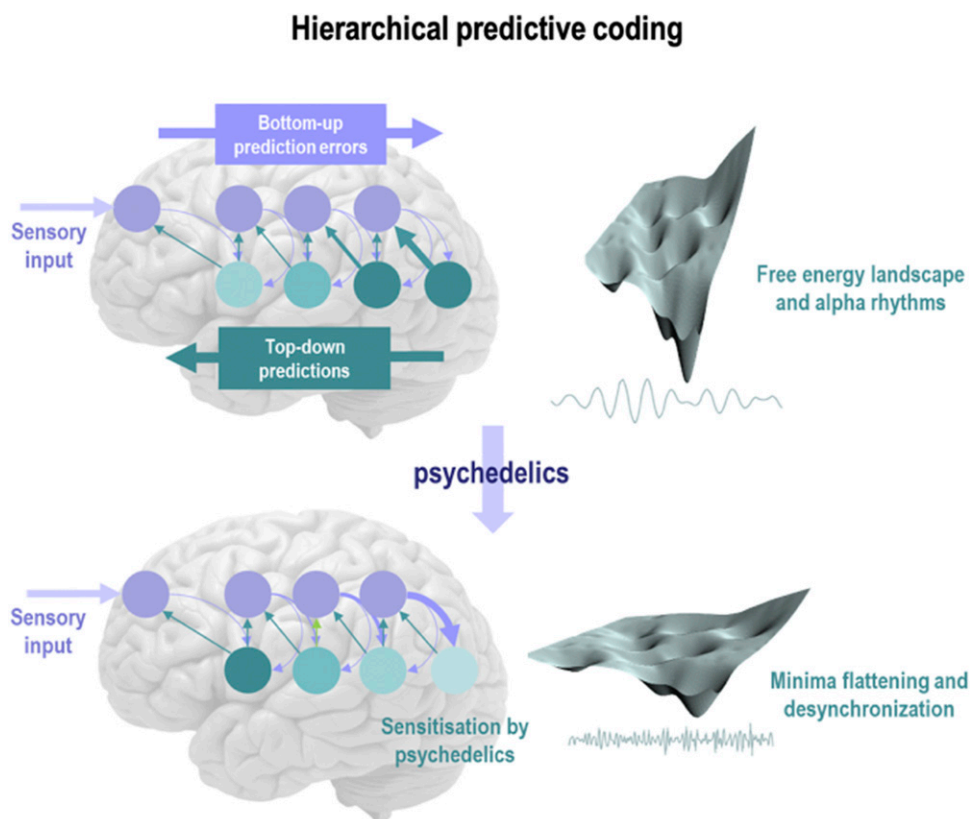 Hierarchical predictive coding
Bottom-up
prediction errors
Sensory
input
Top-down
predictions
Free energy landscape
and alpha rhythms
psychedelics
Sensory
input
Sensitisation by
psychedelics
Minima flattening and
desynchronization